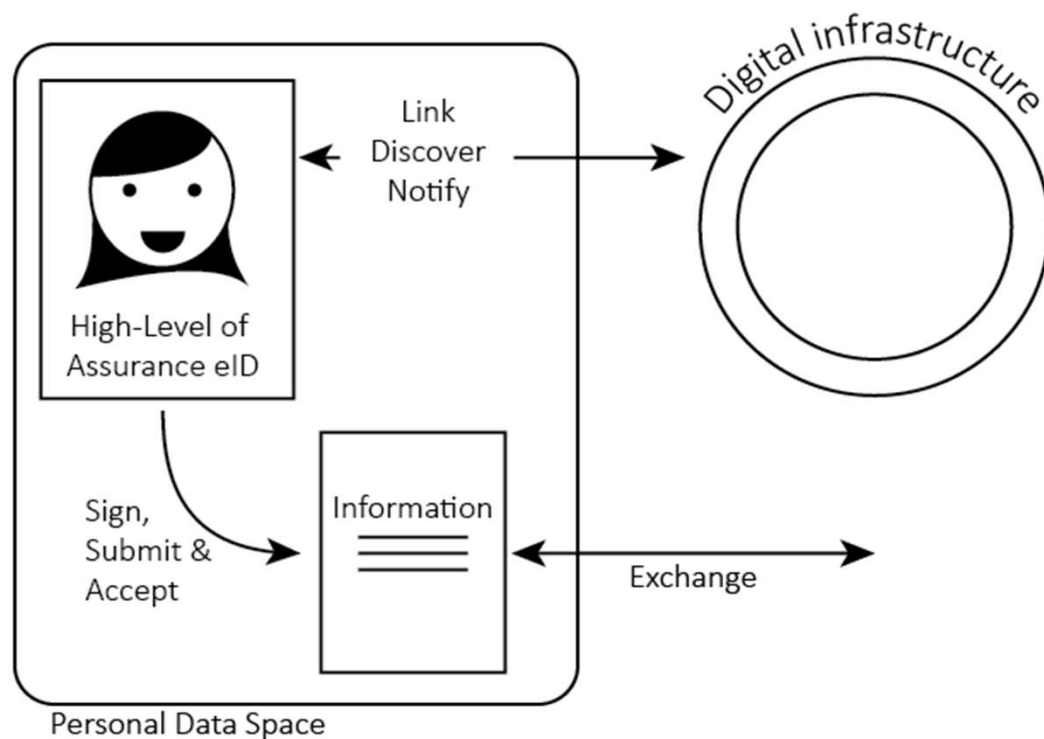 Digital infrastructure
Link
Discover
Notify
High-Level of
Assurance eID
Information
Sign,
Submit &
Accept
Exchange
Personal Data Space